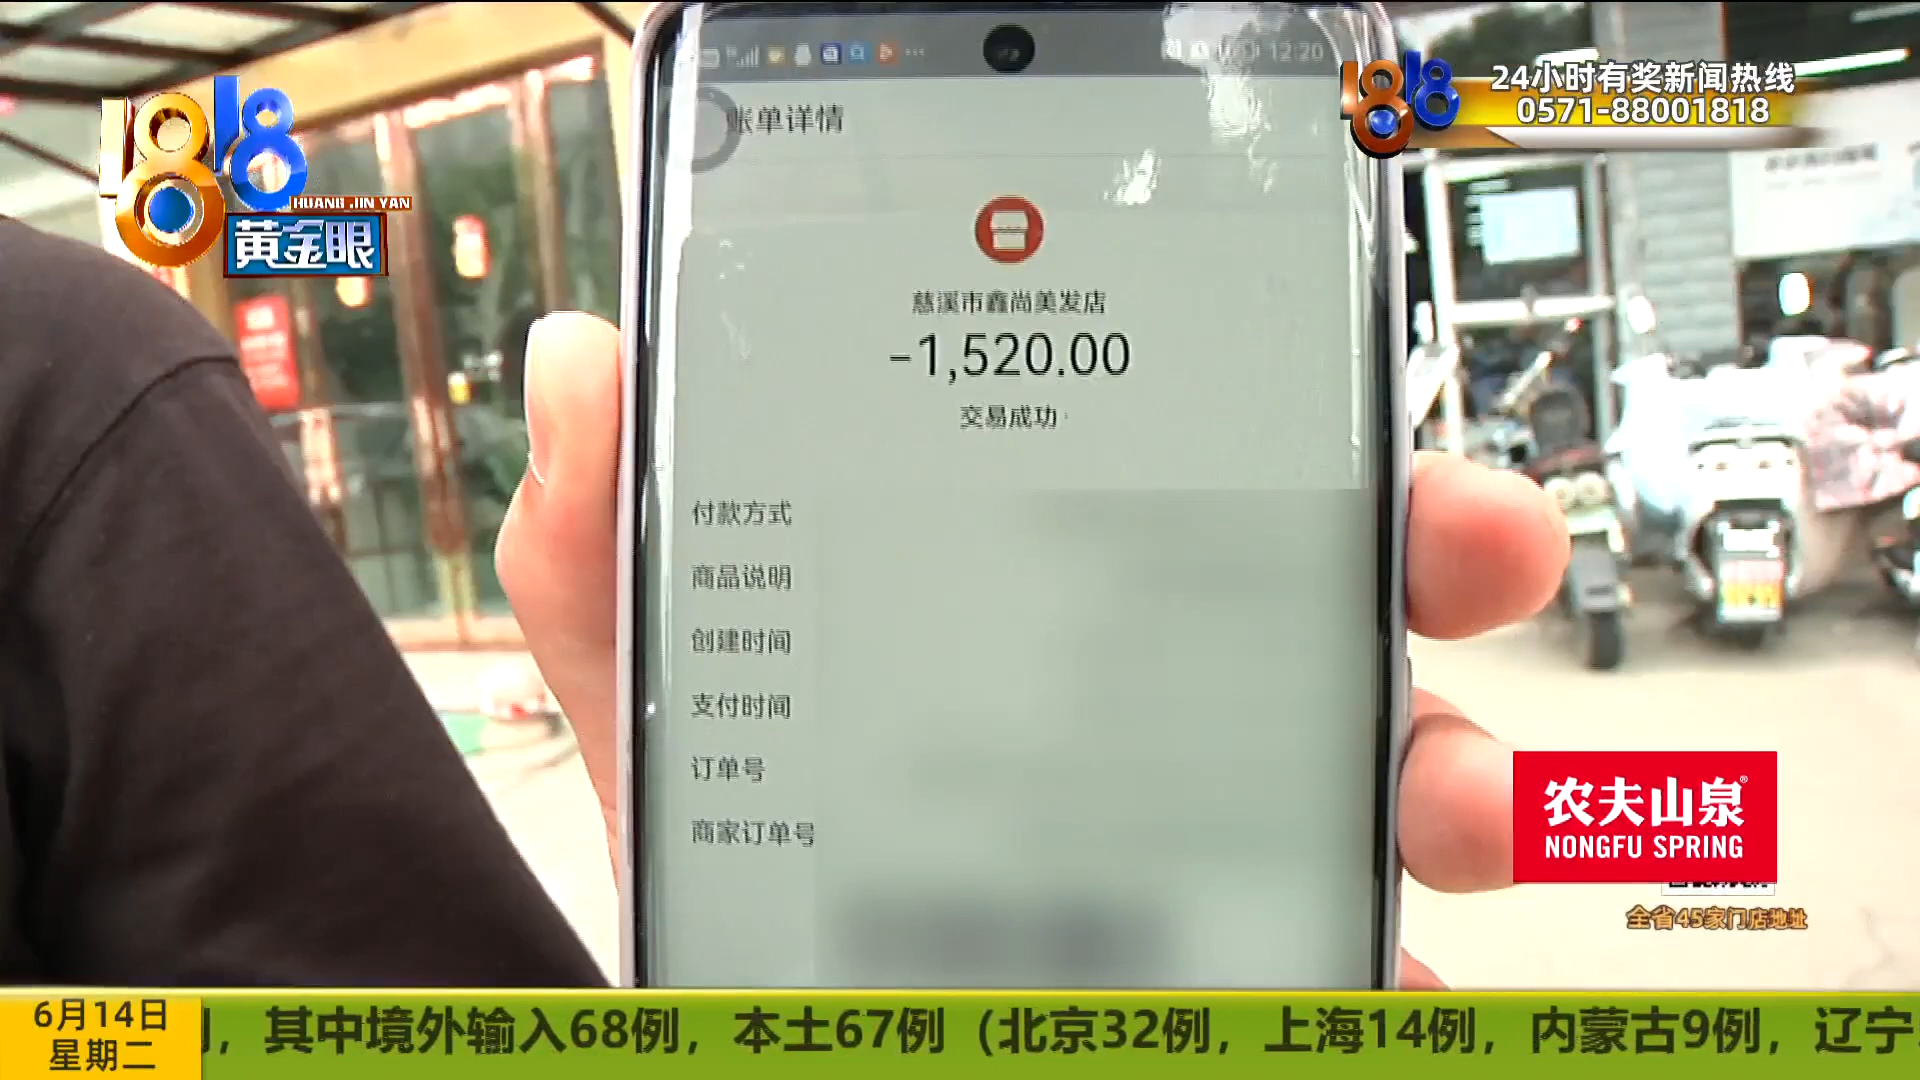 1818
HUANG JIN YAN
黄金眼
24小时有奖新闻热线
0571-88001818
12:20
账单详情
慈溪市鑫尚美发店
-1,520.00
交易成功
付款方式
商品说明
创建时间
支付时间
订单号
商家订单号
农夫山泉®
NONGFU SPRING
全省45家门店地址
6月14日
星期二
，其中境外输入68例，本土67例（北京32例，上海14例，内蒙古9例，辽宁